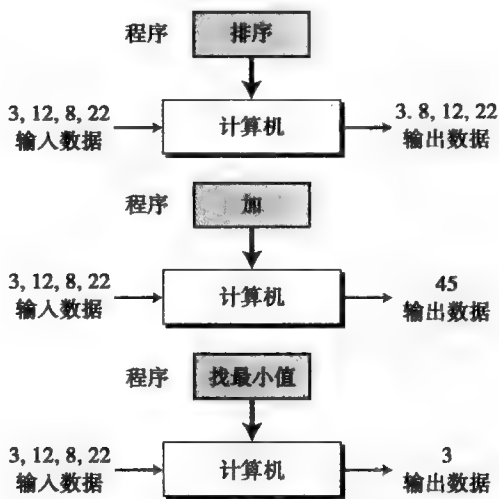 程序 排序
3, 12, 8, 22 计算机 3. 8, 12, 22
输入数据 输出数据
程序 加
3, 12, 8, 22 计算机 45
输入数据 输出数据
程序 找最小值
3, 12, 8, 22 计算机 3
输入数据 输出数据